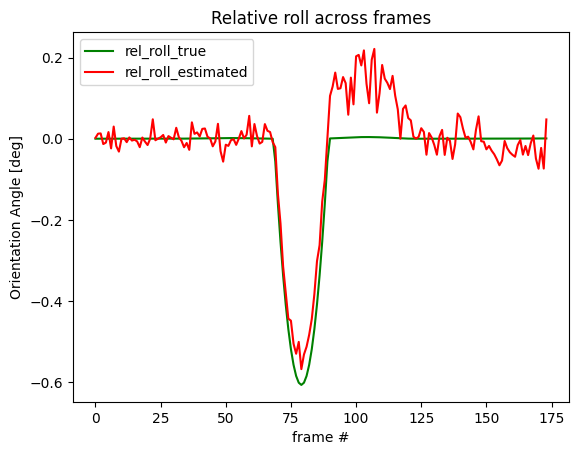 Relative roll across frames
rel_roll_true
rel_roll_estimated
0.2
0.0
−0.2
−0.4
−0.6
Orientation Angle [deg]
0 25 50 75 100 125 150 175
frame #